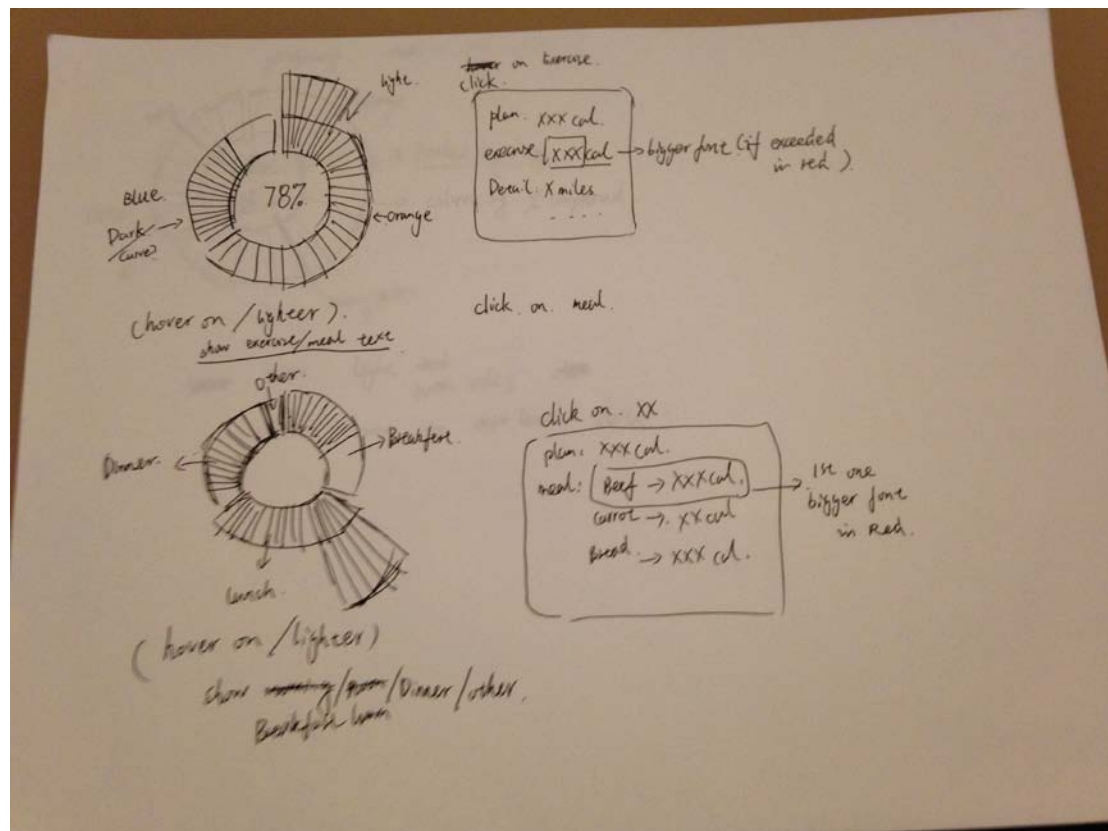 light.
on Exercise.
click.
plan: xxx cal.
exercise xxx cal → bigger font (if exceeded
in red).
Detail: X miles.
. . . .
78%
Blue.
Dark
orange
(hover on / lighter).
show exercise/meal text
click on meal.
other.
Breakfast.
Dinner.
Lunch.
click on XX
plan: xxx cal.
meal: Beef → XXX cal.
carrot → XX cal
Bread → XXX cal.
1st one
bigger font
in Red.
(hover on / lighter)
show / /Dinner/other.
Breakfast